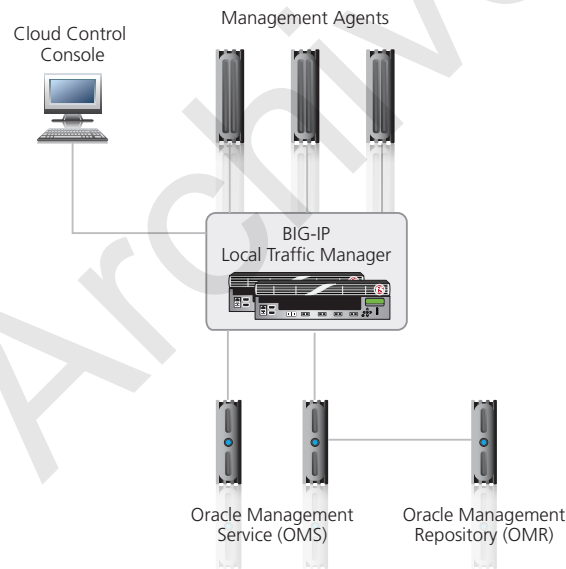 Management Agents
Cloud Control
Console
BIG-IP
Local Traffic Manager
Oracle Management
Service (OMS)
Oracle Management
Repository (OMR)